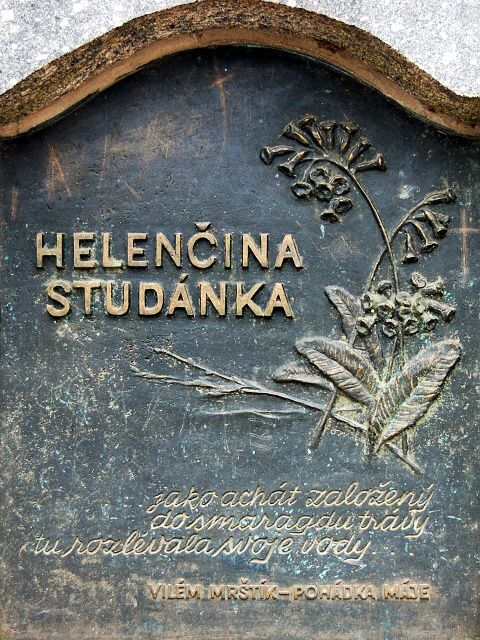 HELENČINA
STUDÁNKA
...jako achát založený
do smaragdu trávy
tu rozlévala svoje vody...
VILÉM MRŠTÍK-POHÁDKA MÁJE